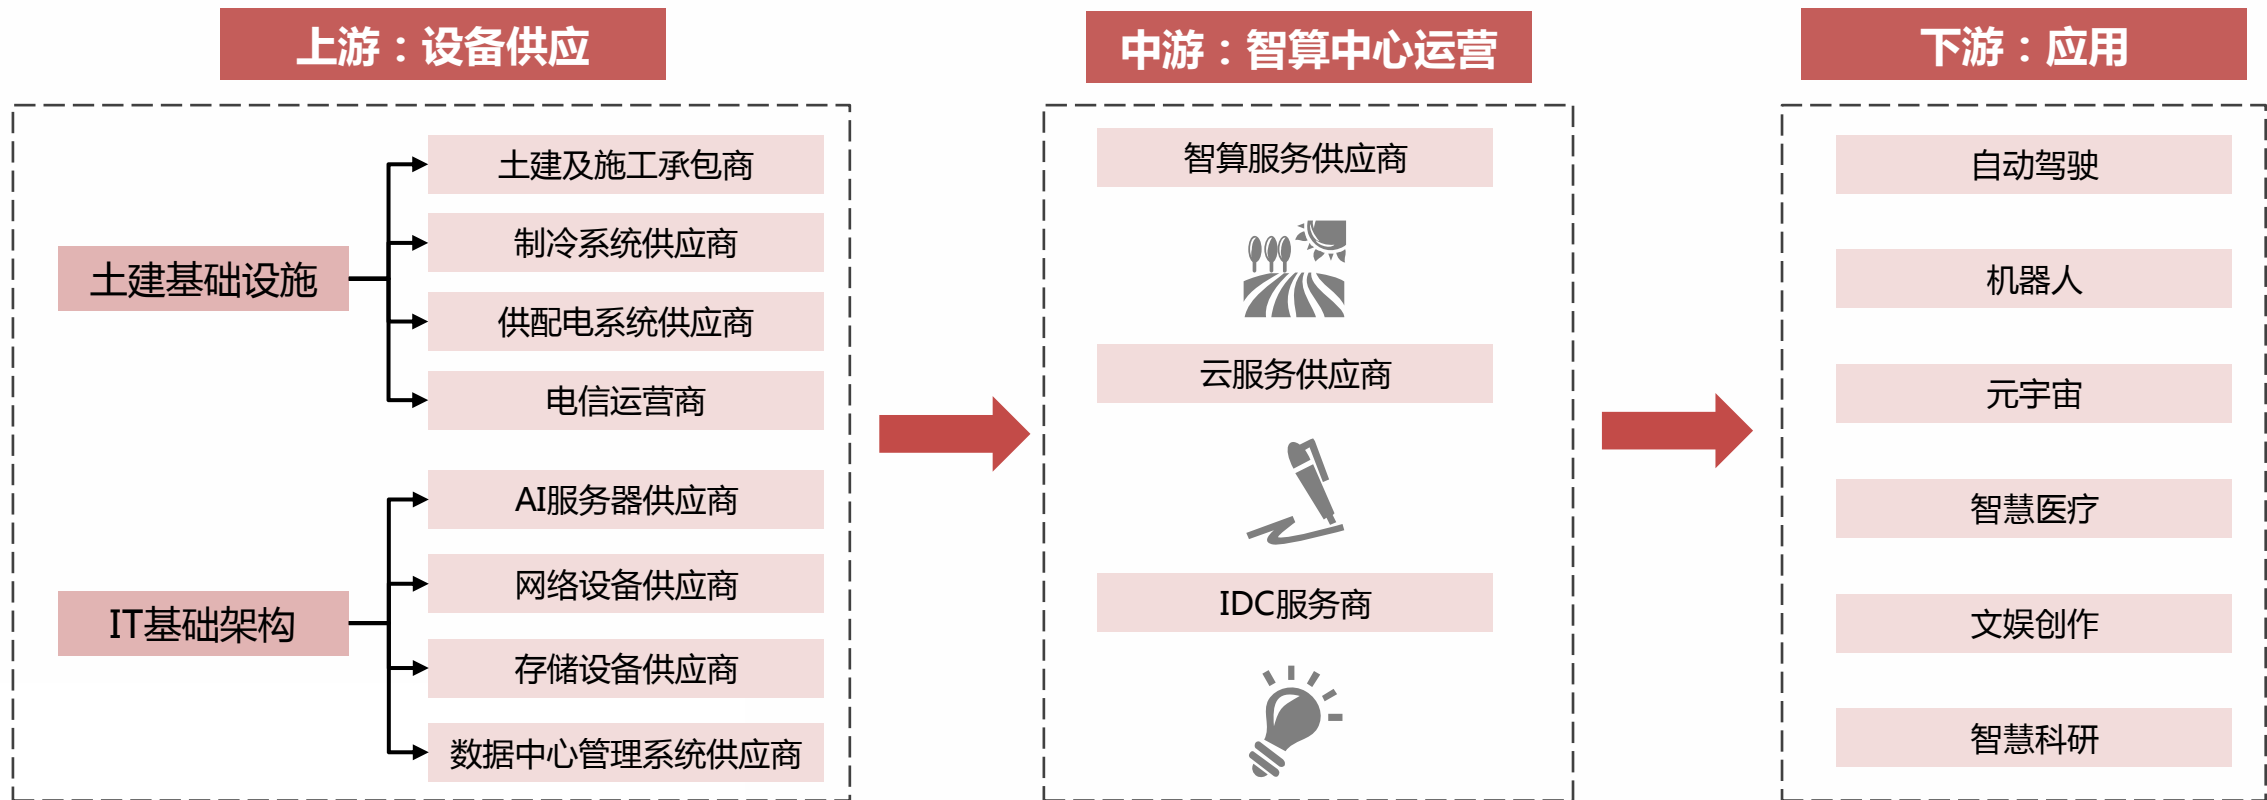 上游：设备供应
土建基础设施
土建及施工承包商
制冷系统供应商
供配电系统供应商
电信运营商
IT基础架构
AI服务器供应商
网络设备供应商
存储设备供应商
数据中心管理系统供应商
中游：智算中心运营
智算服务供应商
云服务供应商
IDC服务商
下游：应用
自动驾驶
机器人
元宇宙
智慧医疗
文娱创作
智慧科研